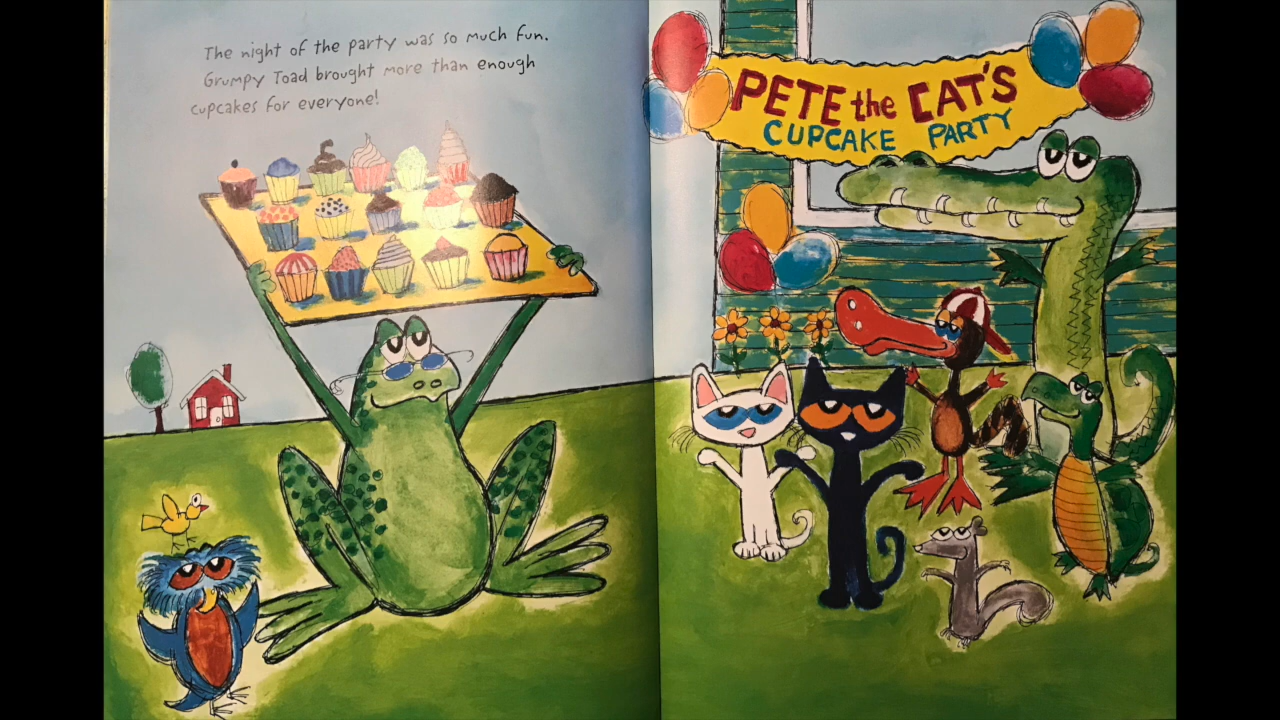 The night of the party was so much fun.
Grumpy Toad brought more than enough
cupcakes for everyone!
PETE the CAT'S
CUPCAKE PARTY